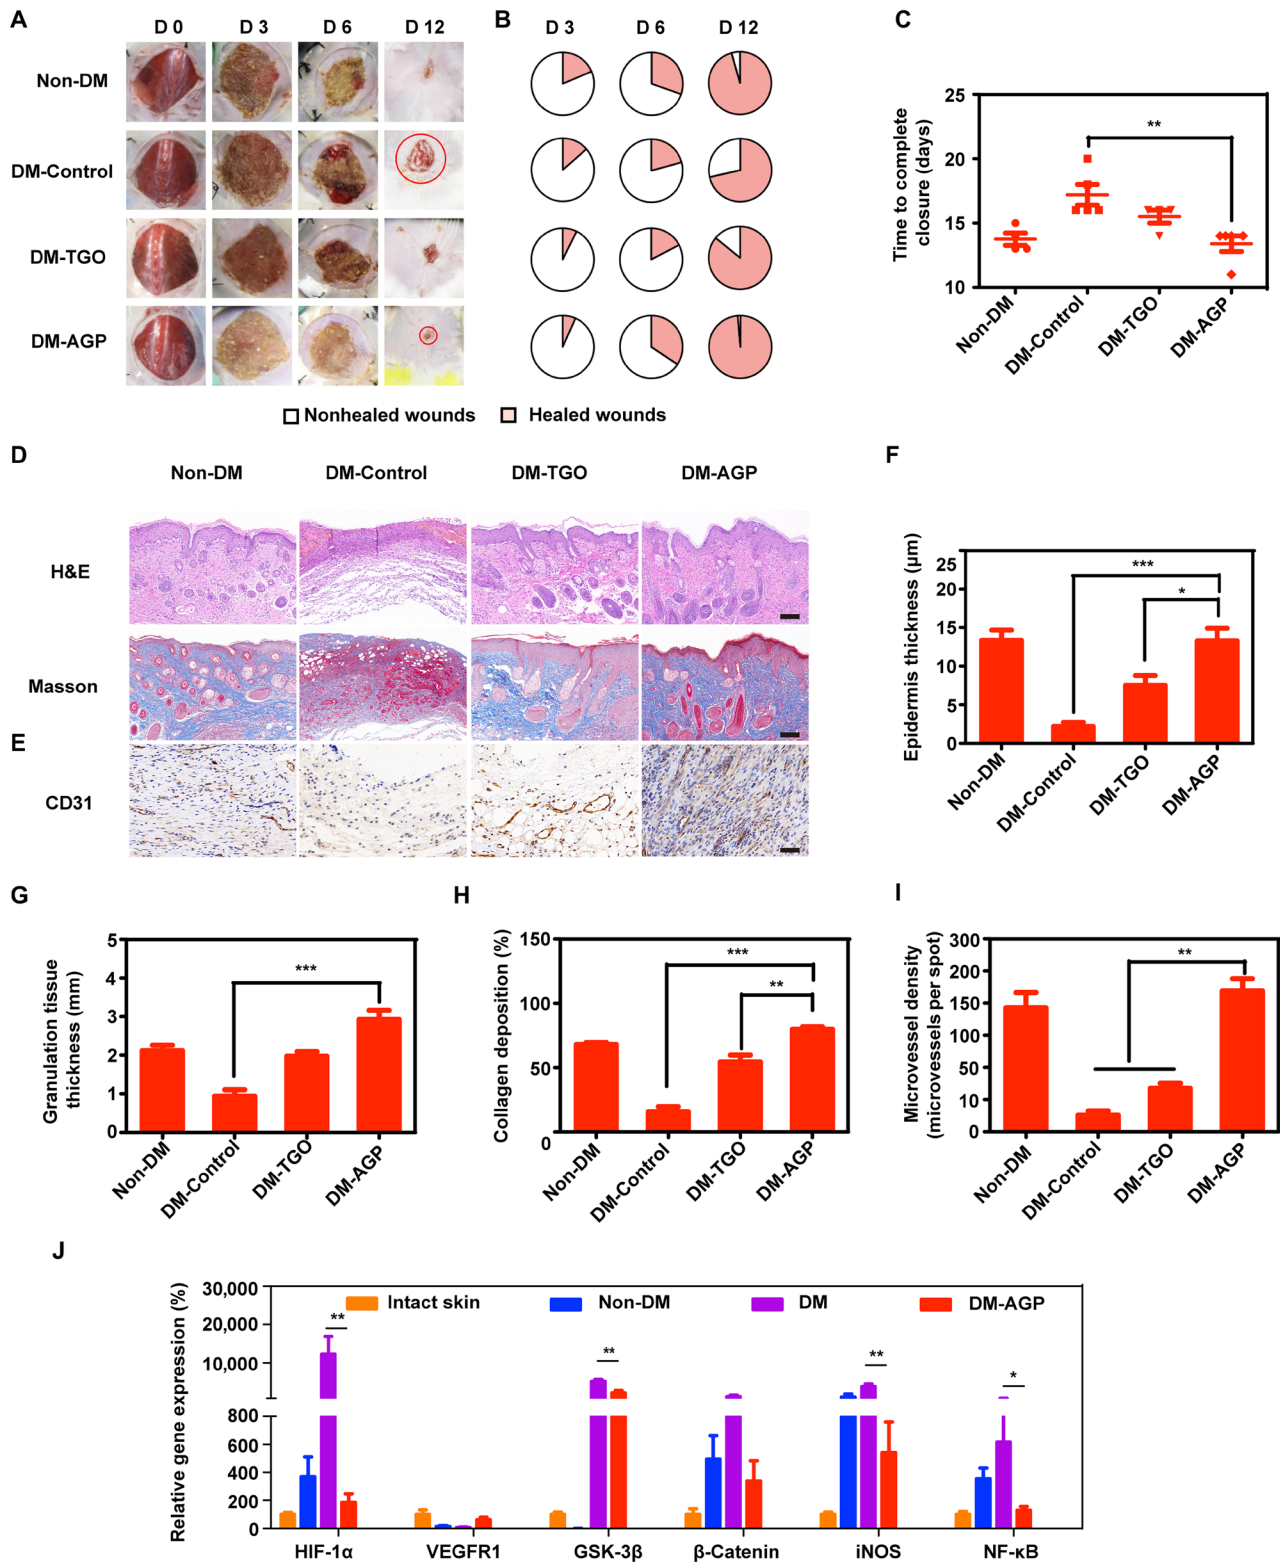 A
D 0 D 3 D 6 D 12
Non-DM
DM-Control
DM-TGO
DM-AGP
B
D 3 D 6 D 12
Nonhealed wounds Healed wounds
C
Time to complete
closure (days)
25
20
15
10
**
Non-DM DM-Control DM-TGO DM-AGP
D
Non-DM DM-Control DM-TGO DM-AGP
H&E
Masson
E
CD31
F
Epidermis thickness (µm)
25
20
15
10
5
0
***
*
Non-DM DM-Control DM-TGO DM-AGP
G
Granulation tissue
thickness (mm)
5
4
3
2
1
0
***
Non-DM DM-Control DM-TGO DM-AGP
H
Collagen deposition (%)
150
100
50
0
***
**
Non-DM DM-Control DM-TGO DM-AGP
I
Microvessel density
(microvessels per spot)
300
200
150
100
50
10
0
**
Non-DM DM-Control DM-TGO DM-AGP
J
Relative gene expression (%)
30,000
20,000
10,000
800
600
400
200
0
Intact skin Non-DM DM DM-AGP
**
**
**
*
HIF-1α VEGFR1 GSK-3β β-Catenin iNOS NF-κB